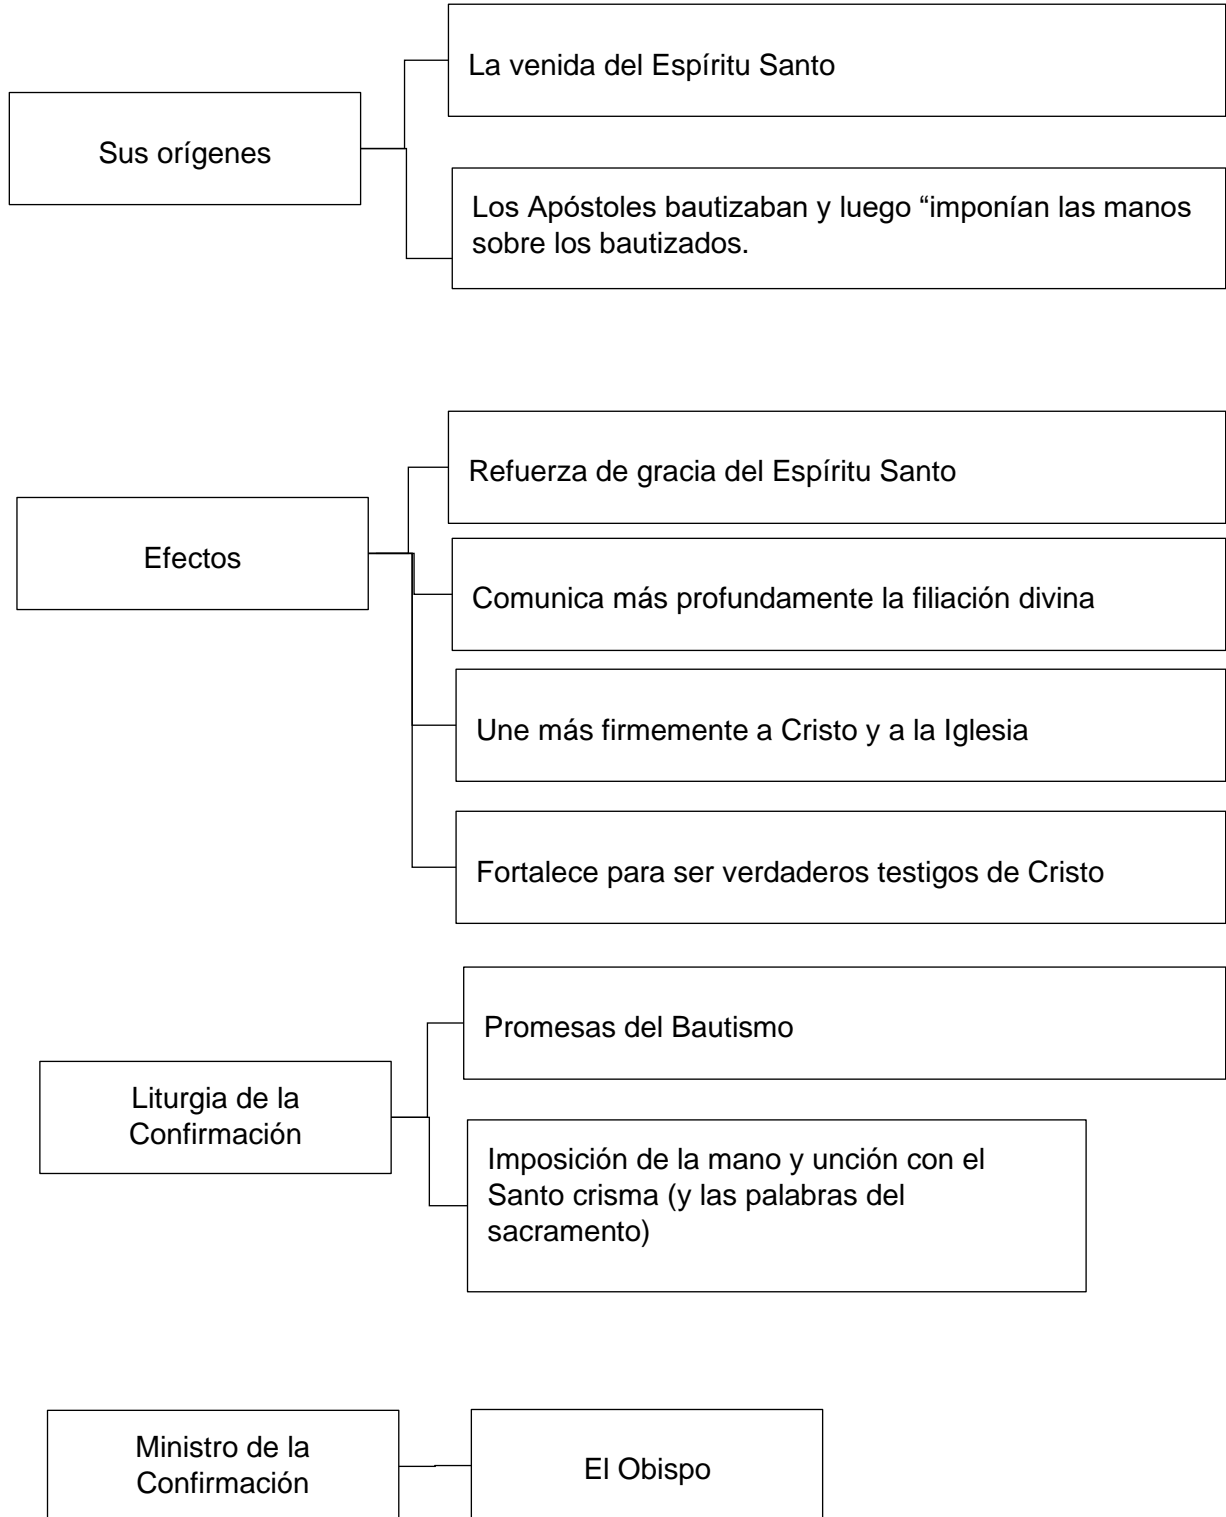 La venida del Espíritu Santo
Sus orígenes
Los Apóstoles bautizaban y luego “imponían las manos
sobre los bautizados.
Refuerza de gracia del Espíritu Santo
Efectos
Comunica más profundamente la filiación divina
Une más firmemente a Cristo y a la Iglesia
Fortalece para ser verdaderos testigos de Cristo
Promesas del Bautismo
Liturgia de la
Confirmación
Imposición de la mano y unción con el
Santo crisma (y las palabras del
sacramento)
Ministro de la
Confirmación
El Obispo